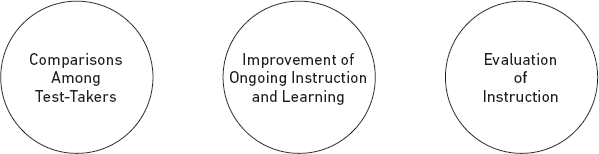 Comparisons
Among
Test-Takers
Improvement of
Ongoing Instruction
and Learning
Evaluation
of
Instruction